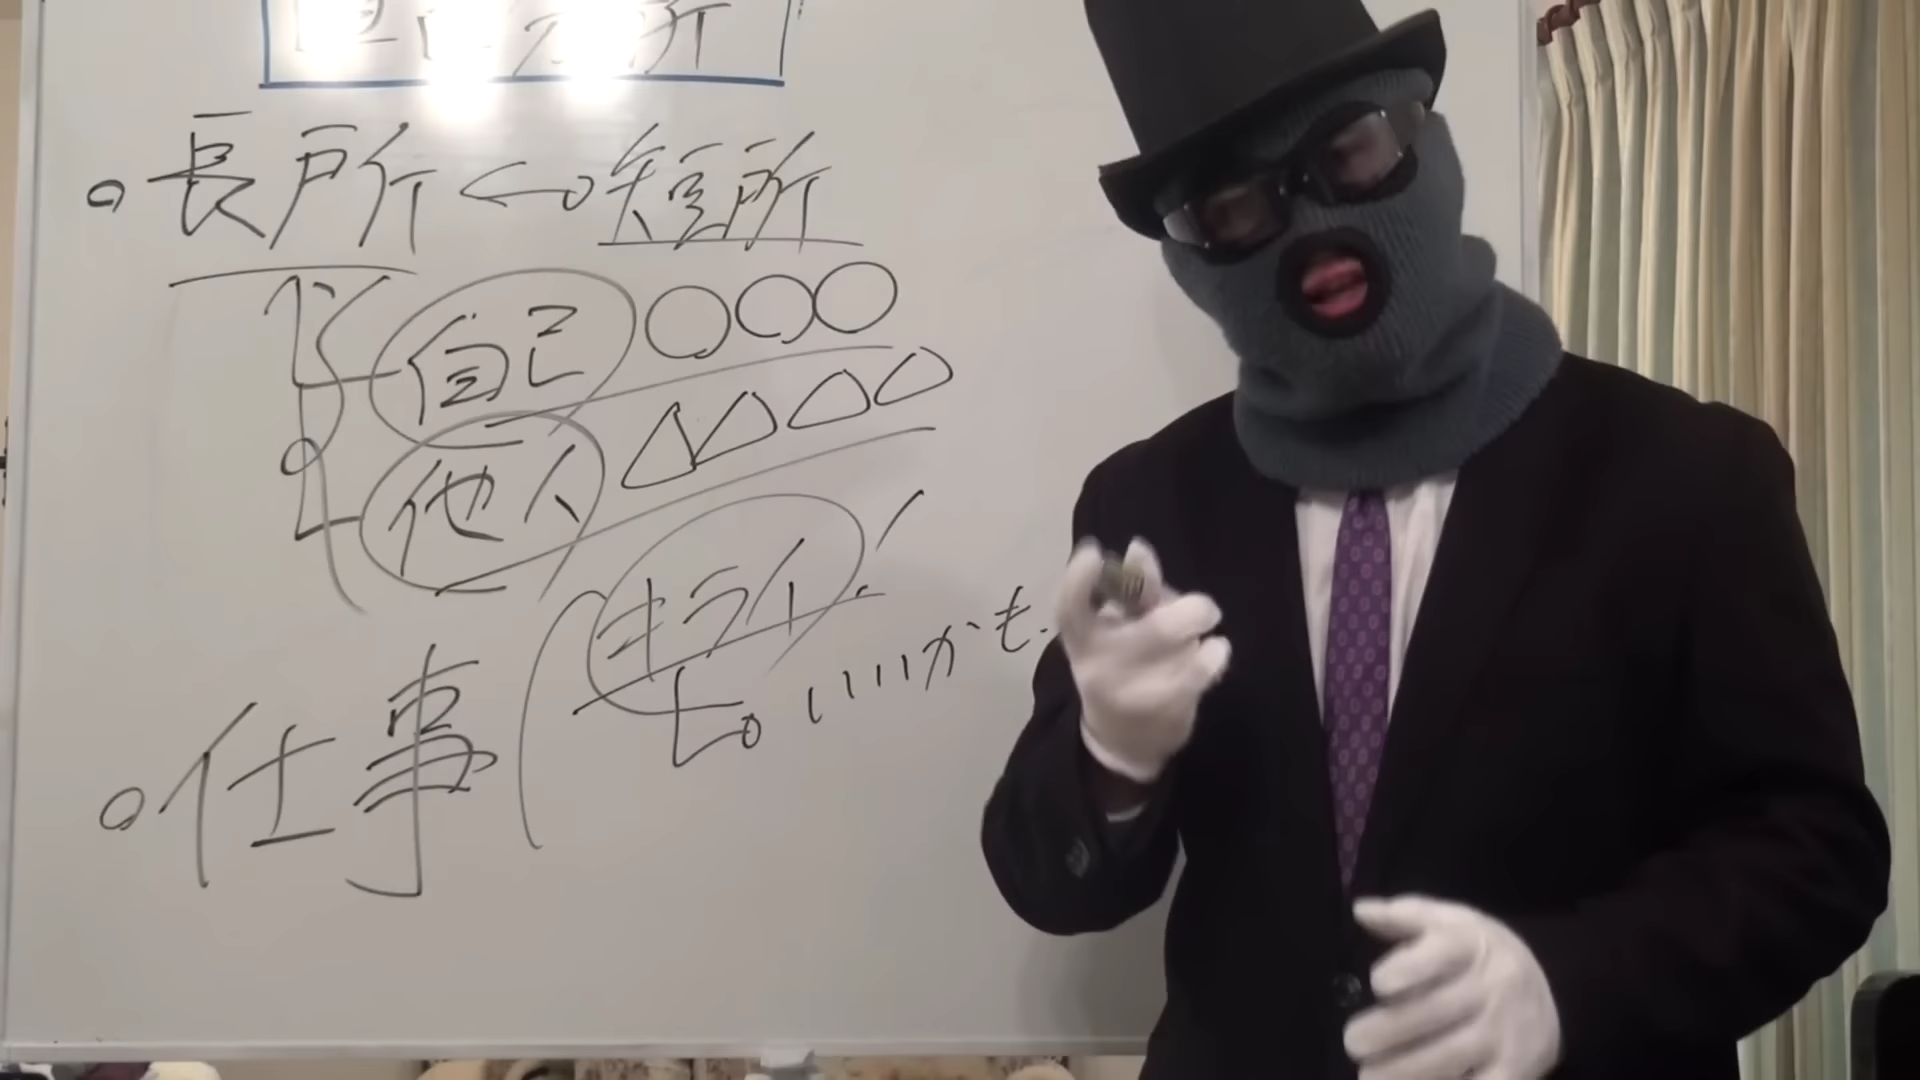 長所←短所
自己○○○
他人△△△△
キライ!
いいかも.
仕事